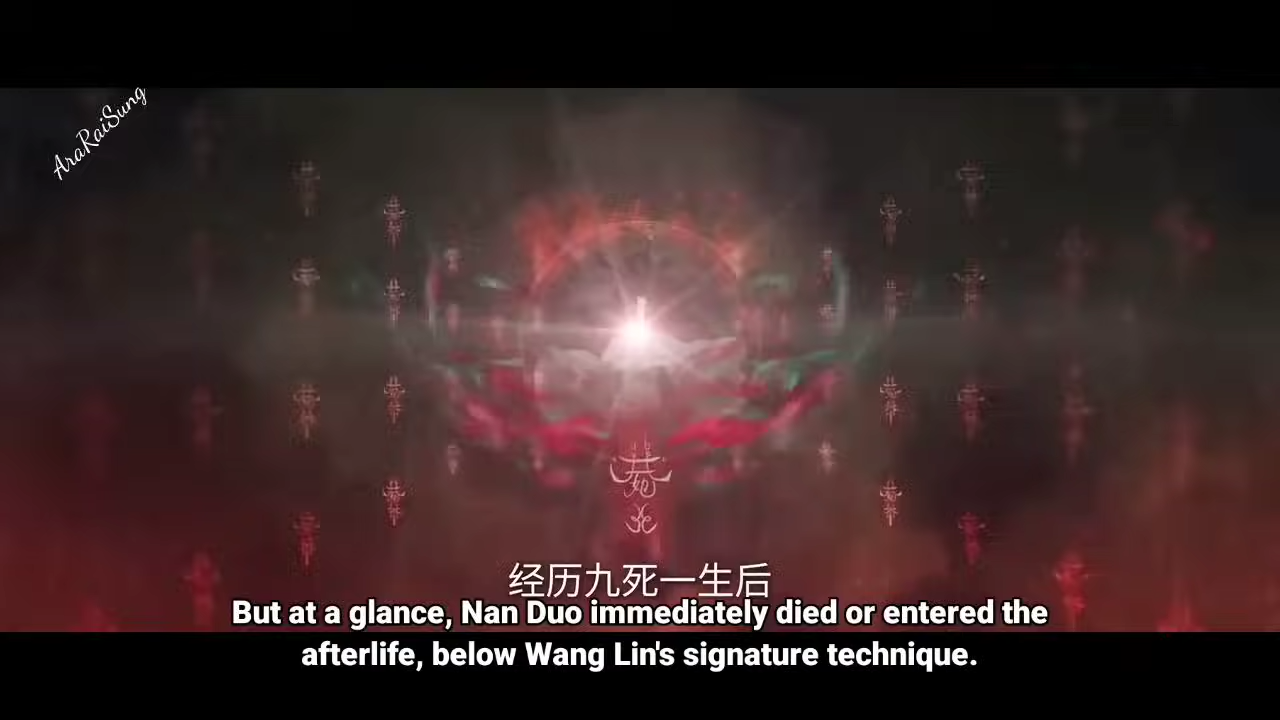 AraRaiSung
经历九死一生后
But at a glance, Nan Duo immediately died or entered the
afterlife, below Wang Lin's signature technique.